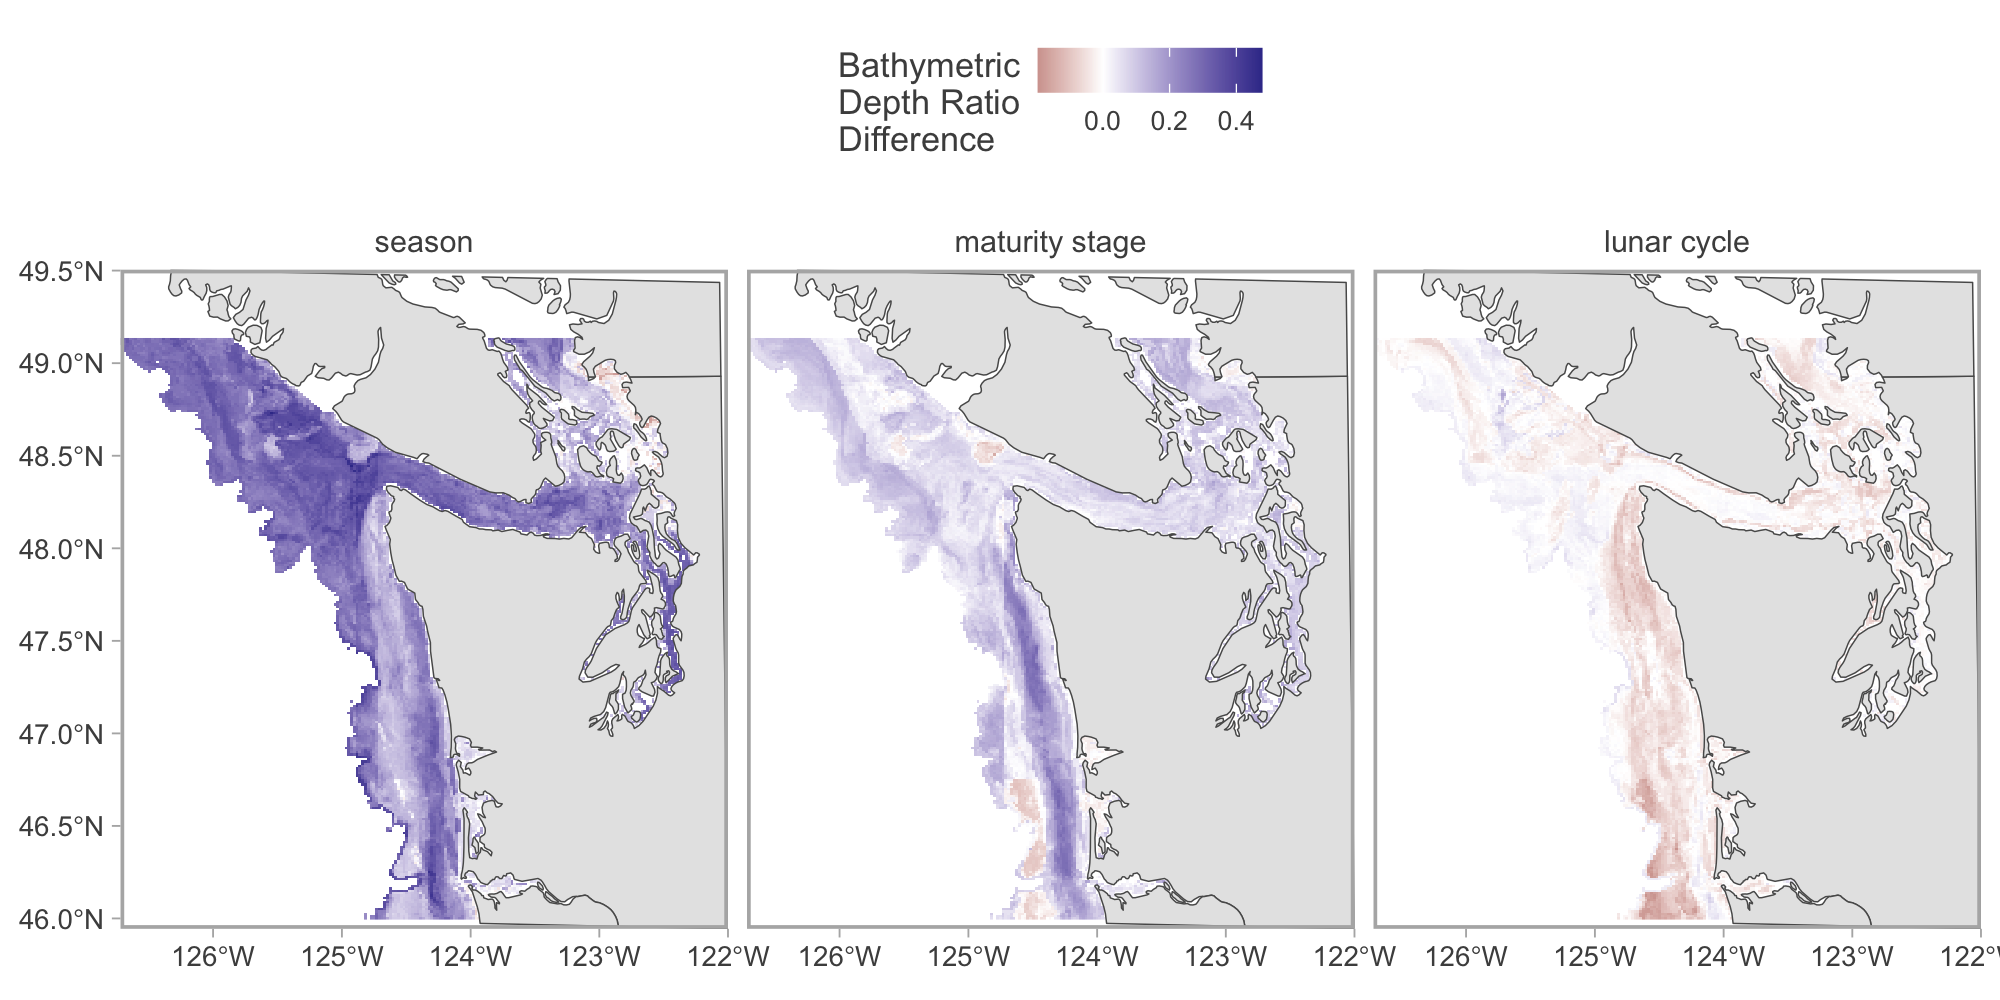 Bathymetric
Depth Ratio
Difference
0.0 0.2 0.4
season maturity stage lunar cycle
49.5°N
49.0°N
48.5°N
48.0°N
47.5°N
47.0°N
46.5°N
46.0°N
126°W 125°W 124°W 123°W 122°W 126°W 125°W 124°W 123°W 122°W 126°W 125°W 124°W 123°W 122°W